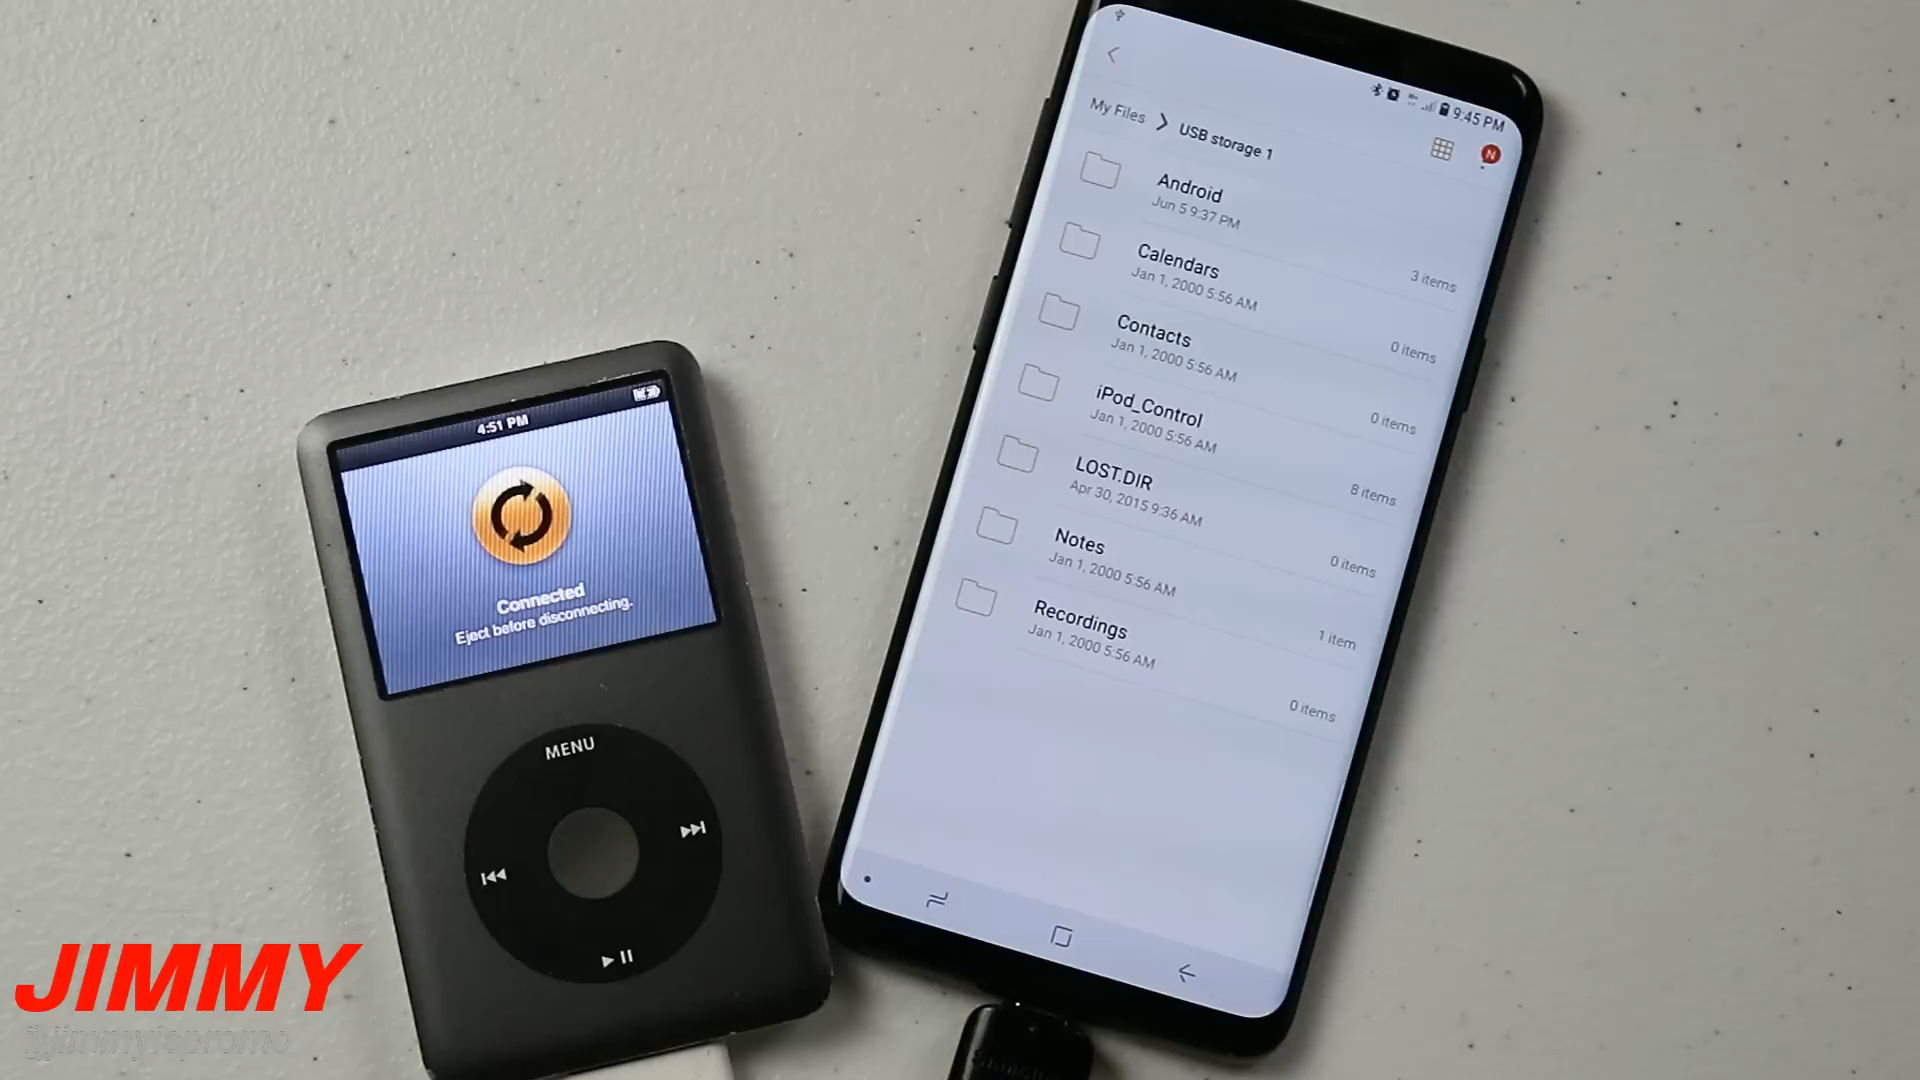 4:51 PM
Connected
Eject before disconnecting.
MENU
9:45 PM
My Files > USB storage 1
N
Android
Jun 5 9:37 PM
3 items
Calendars
Jan 1, 2000 5:56 AM
0 items
Contacts
Jan 1, 2000 5:56 AM
0 items
iPod_Control
Jan 1, 2000 5:56 AM
8 items
LOST.DIR
Apr 30, 2015 9:36 AM
0 items
Notes
Jan 1, 2000 5:56 AM
1 item
Recordings
Jan 1, 2000 5:56 AM
0 items
JIMMY
@jimmyispromo